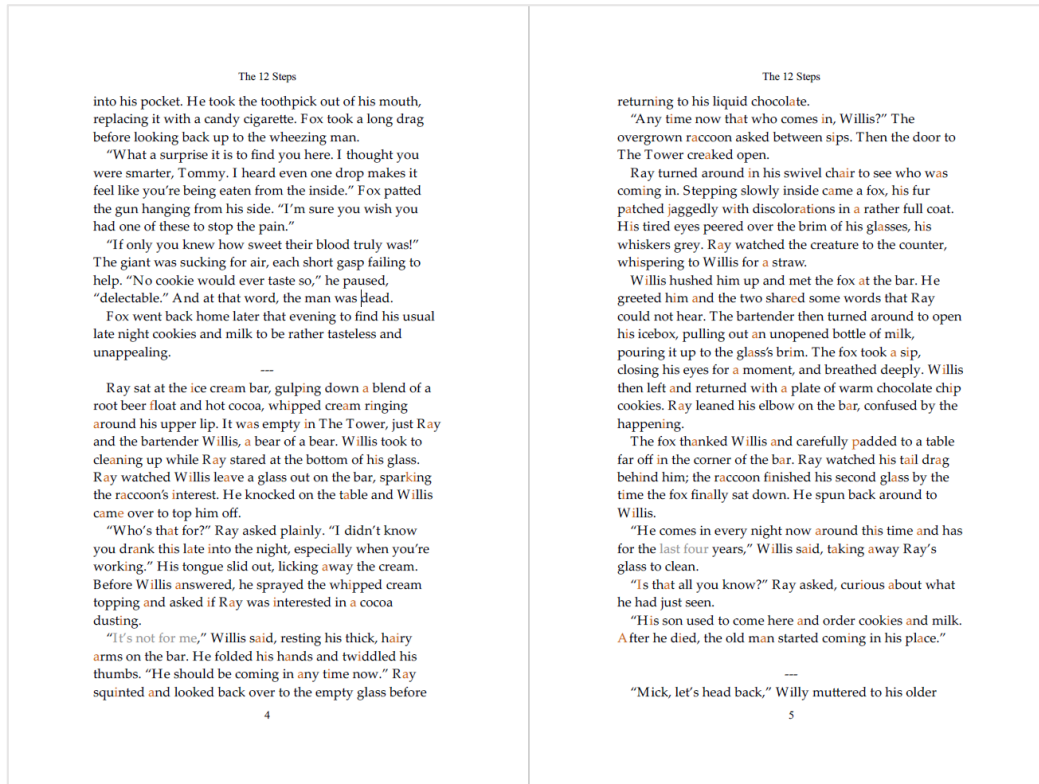 The 12 Steps
into his pocket. He took the toothpick out of his mouth,
replacing it with a candy cigarette. Fox took a long drag
before looking back up to the wheezing man.
“What a surprise it is to find you here. I thought you
were smarter, Tommy. I heard even one drop makes it
feel like you’re being eaten from the inside.” Fox patted
the gun hanging from his side. “I’m sure you wish you
had one of these to stop the pain.”
“If only you knew how sweet their blood truly was!”
The giant was sucking for air, each short gasp failing to
help. “No cookie would ever taste so,” he paused,
“delectable.” And at that word, the man was dead.
Fox went back home later that evening to find his usual
late night cookies and milk to be rather tasteless and
unappealing.
---
Ray sat at the ice cream bar, gulping down a blend of a
root beer float and hot cocoa, whipped cream ringing
around his upper lip. It was empty in The Tower, just Ray
and the bartender Willis, a bear of a bear. Willis took to
cleaning up while Ray stared at the bottom of his glass.
Ray watched Willis leave a glass out on the bar, sparking
the raccoon’s interest. He knocked on the table and Willis
came over to top him off.
“Who’s that for?” Ray asked plainly. “I didn’t know
you drank this late into the night, especially when you’re
working.” His tongue slid out, licking away the cream.
Before Willis answered, he sprayed the whipped cream
topping and asked if Ray was interested in a cocoa
dusting.
“It’s not for me,” Willis said, resting his thick, hairy
arms on the bar. He folded his hands and twiddled his
thumbs. “He should be coming in any time now.” Ray
squinted and looked back over to the empty glass before
4
The 12 Steps
returning to his liquid chocolate.
“Any time now that who comes in, Willis?” The
overgrown raccoon asked between sips. Then the door to
The Tower creaked open.
Ray turned around in his swivel chair to see who was
coming in. Stepping slowly inside came a fox, his fur
patched jaggedly with discolorations in a rather full coat.
His tired eyes peered over the brim of his glasses, his
whiskers grey. Ray watched the creature to the counter,
whispering to Willis for a straw.
Willis hushed him up and met the fox at the bar. He
greeted him and the two shared some words that Ray
could not hear. The bartender then turned around to open
his icebox, pulling out an unopened bottle of milk,
pouring it up to the glass’s brim. The fox took a sip,
closing his eyes for a moment, and breathed deeply. Willis
then left and returned with a plate of warm chocolate chip
cookies. Ray leaned his elbow on the bar, confused by the
happening.
The fox thanked Willis and carefully padded to a table
far off in the corner of the bar. Ray watched his tail drag
behind him; the raccoon finished his second glass by the
time the fox finally sat down. He spun back around to
Willis.
“He comes in every night now around this time and has
for the last four years,” Willis said, taking away Ray’s
glass to clean.
“Is that all you know?” Ray asked, curious about what
he had just seen.
“His son used to come here and order cookies and milk.
After he died, the old man started coming in his place.”
---
“Mick, let’s head back,” Willy muttered to his older
5